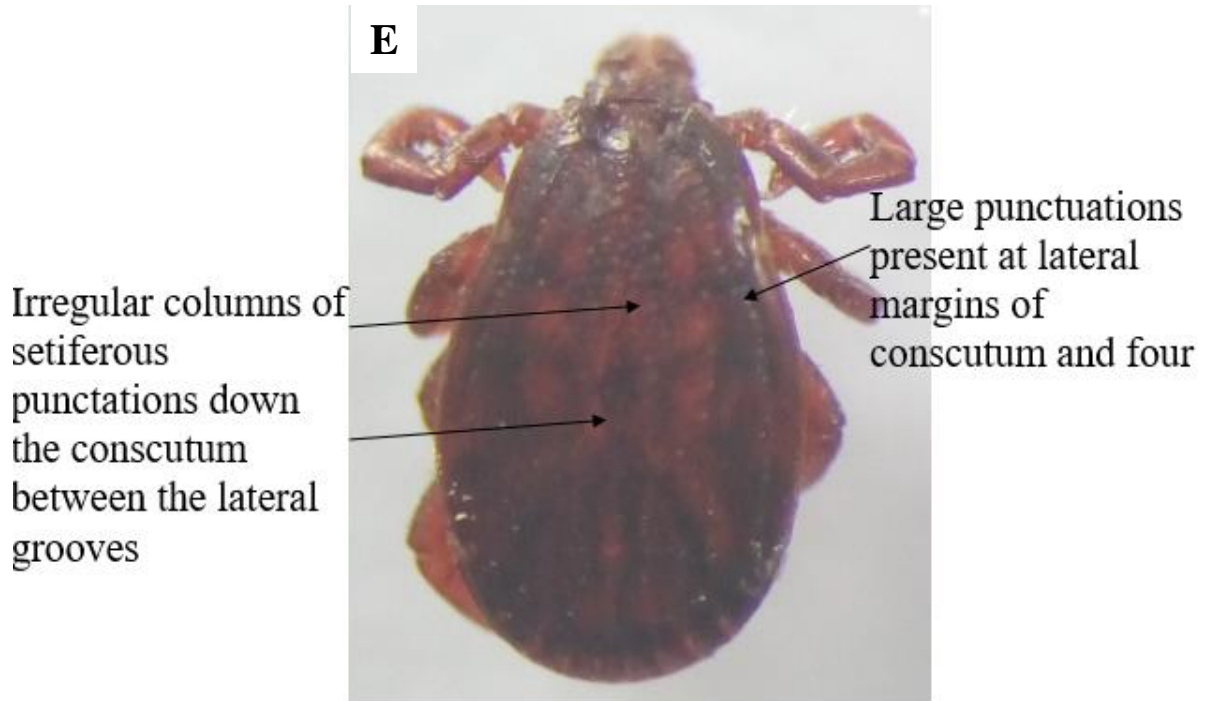 E
Large punctuations
present at lateral
margins of
conscutum and four
Irregular columns of
setiferous
punctations down
the conscutum
between the lateral
grooves